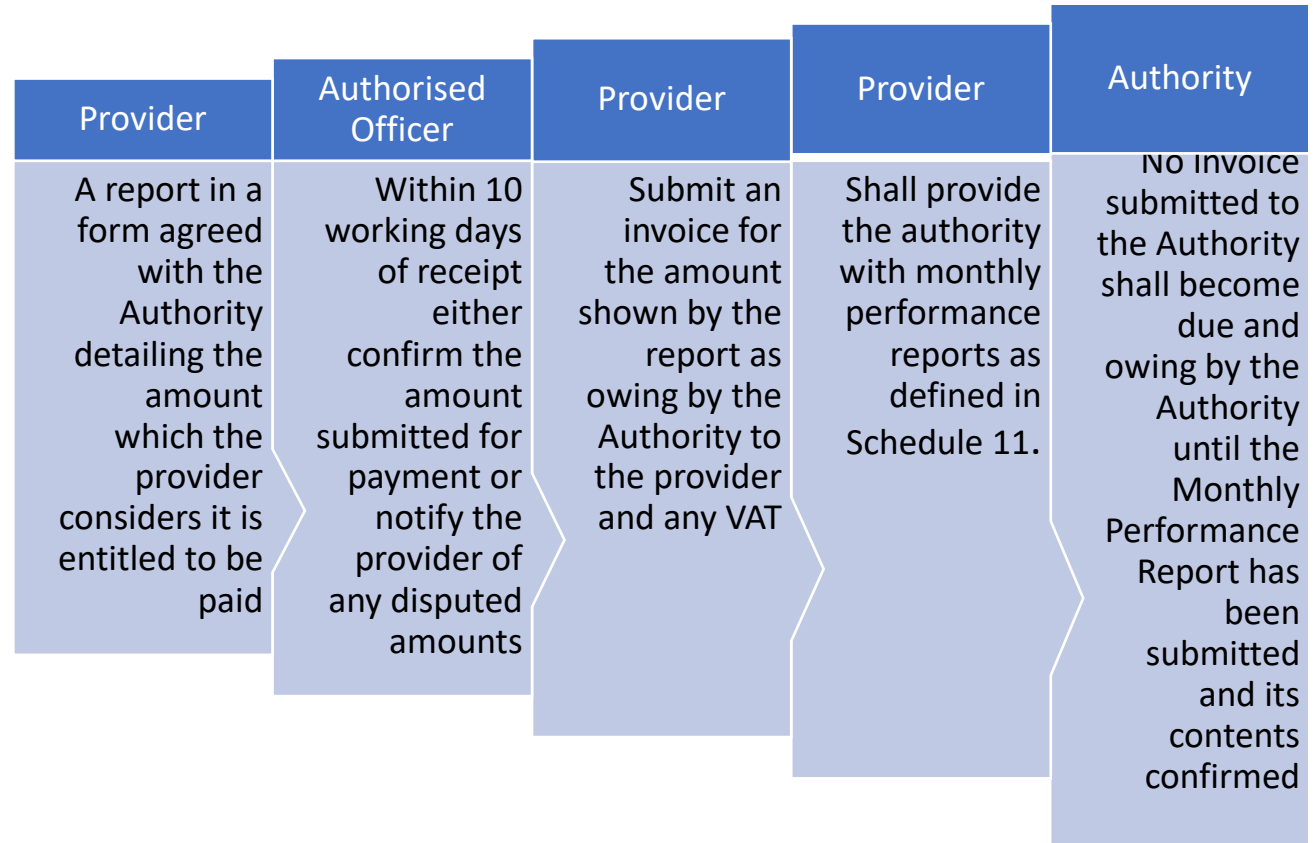 Provider
A report in a
form agreed
with the
Authority
detailing the
amount
which the
provider
considers it is
entitled to be
paid
Authorised
Officer
Within 10
working days
of receipt
either
confirm the
amount
submitted for
payment or
notify the
provider of
any disputed
amounts
Provider
Submit an
invoice for
the amount
shown by the
report as
owing by the
Authority to
the provider
and any VAT
Provider
Shall provide
the authority
with monthly
performance
reports as
defined in
Schedule 11.
Authority
No Invoice
submitted to
the Authority
shall become
due and
owing by the
Authority
until the
Monthly
Performance
Report has
been
submitted
and its
contents
confirmed